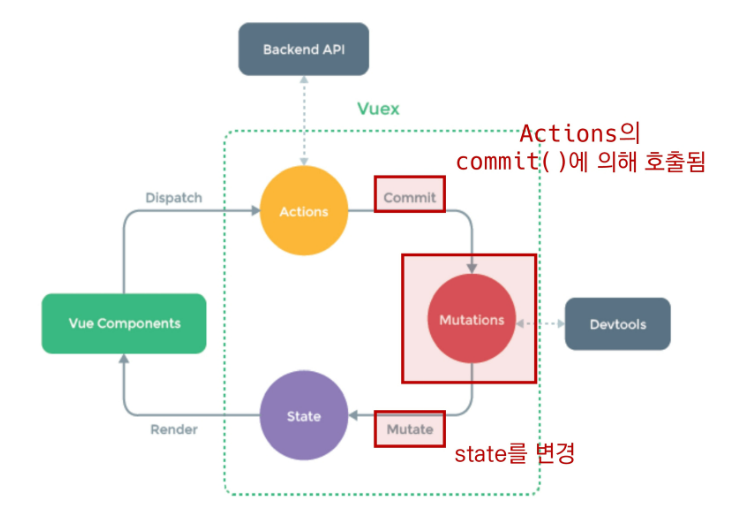 Backend API
Vuex
Actions의
commit()에 의해 호출됨
Dispatch
Actions
Commit
Vue Components
Mutations
Devtools
State
Render
Mutate
state를 변경